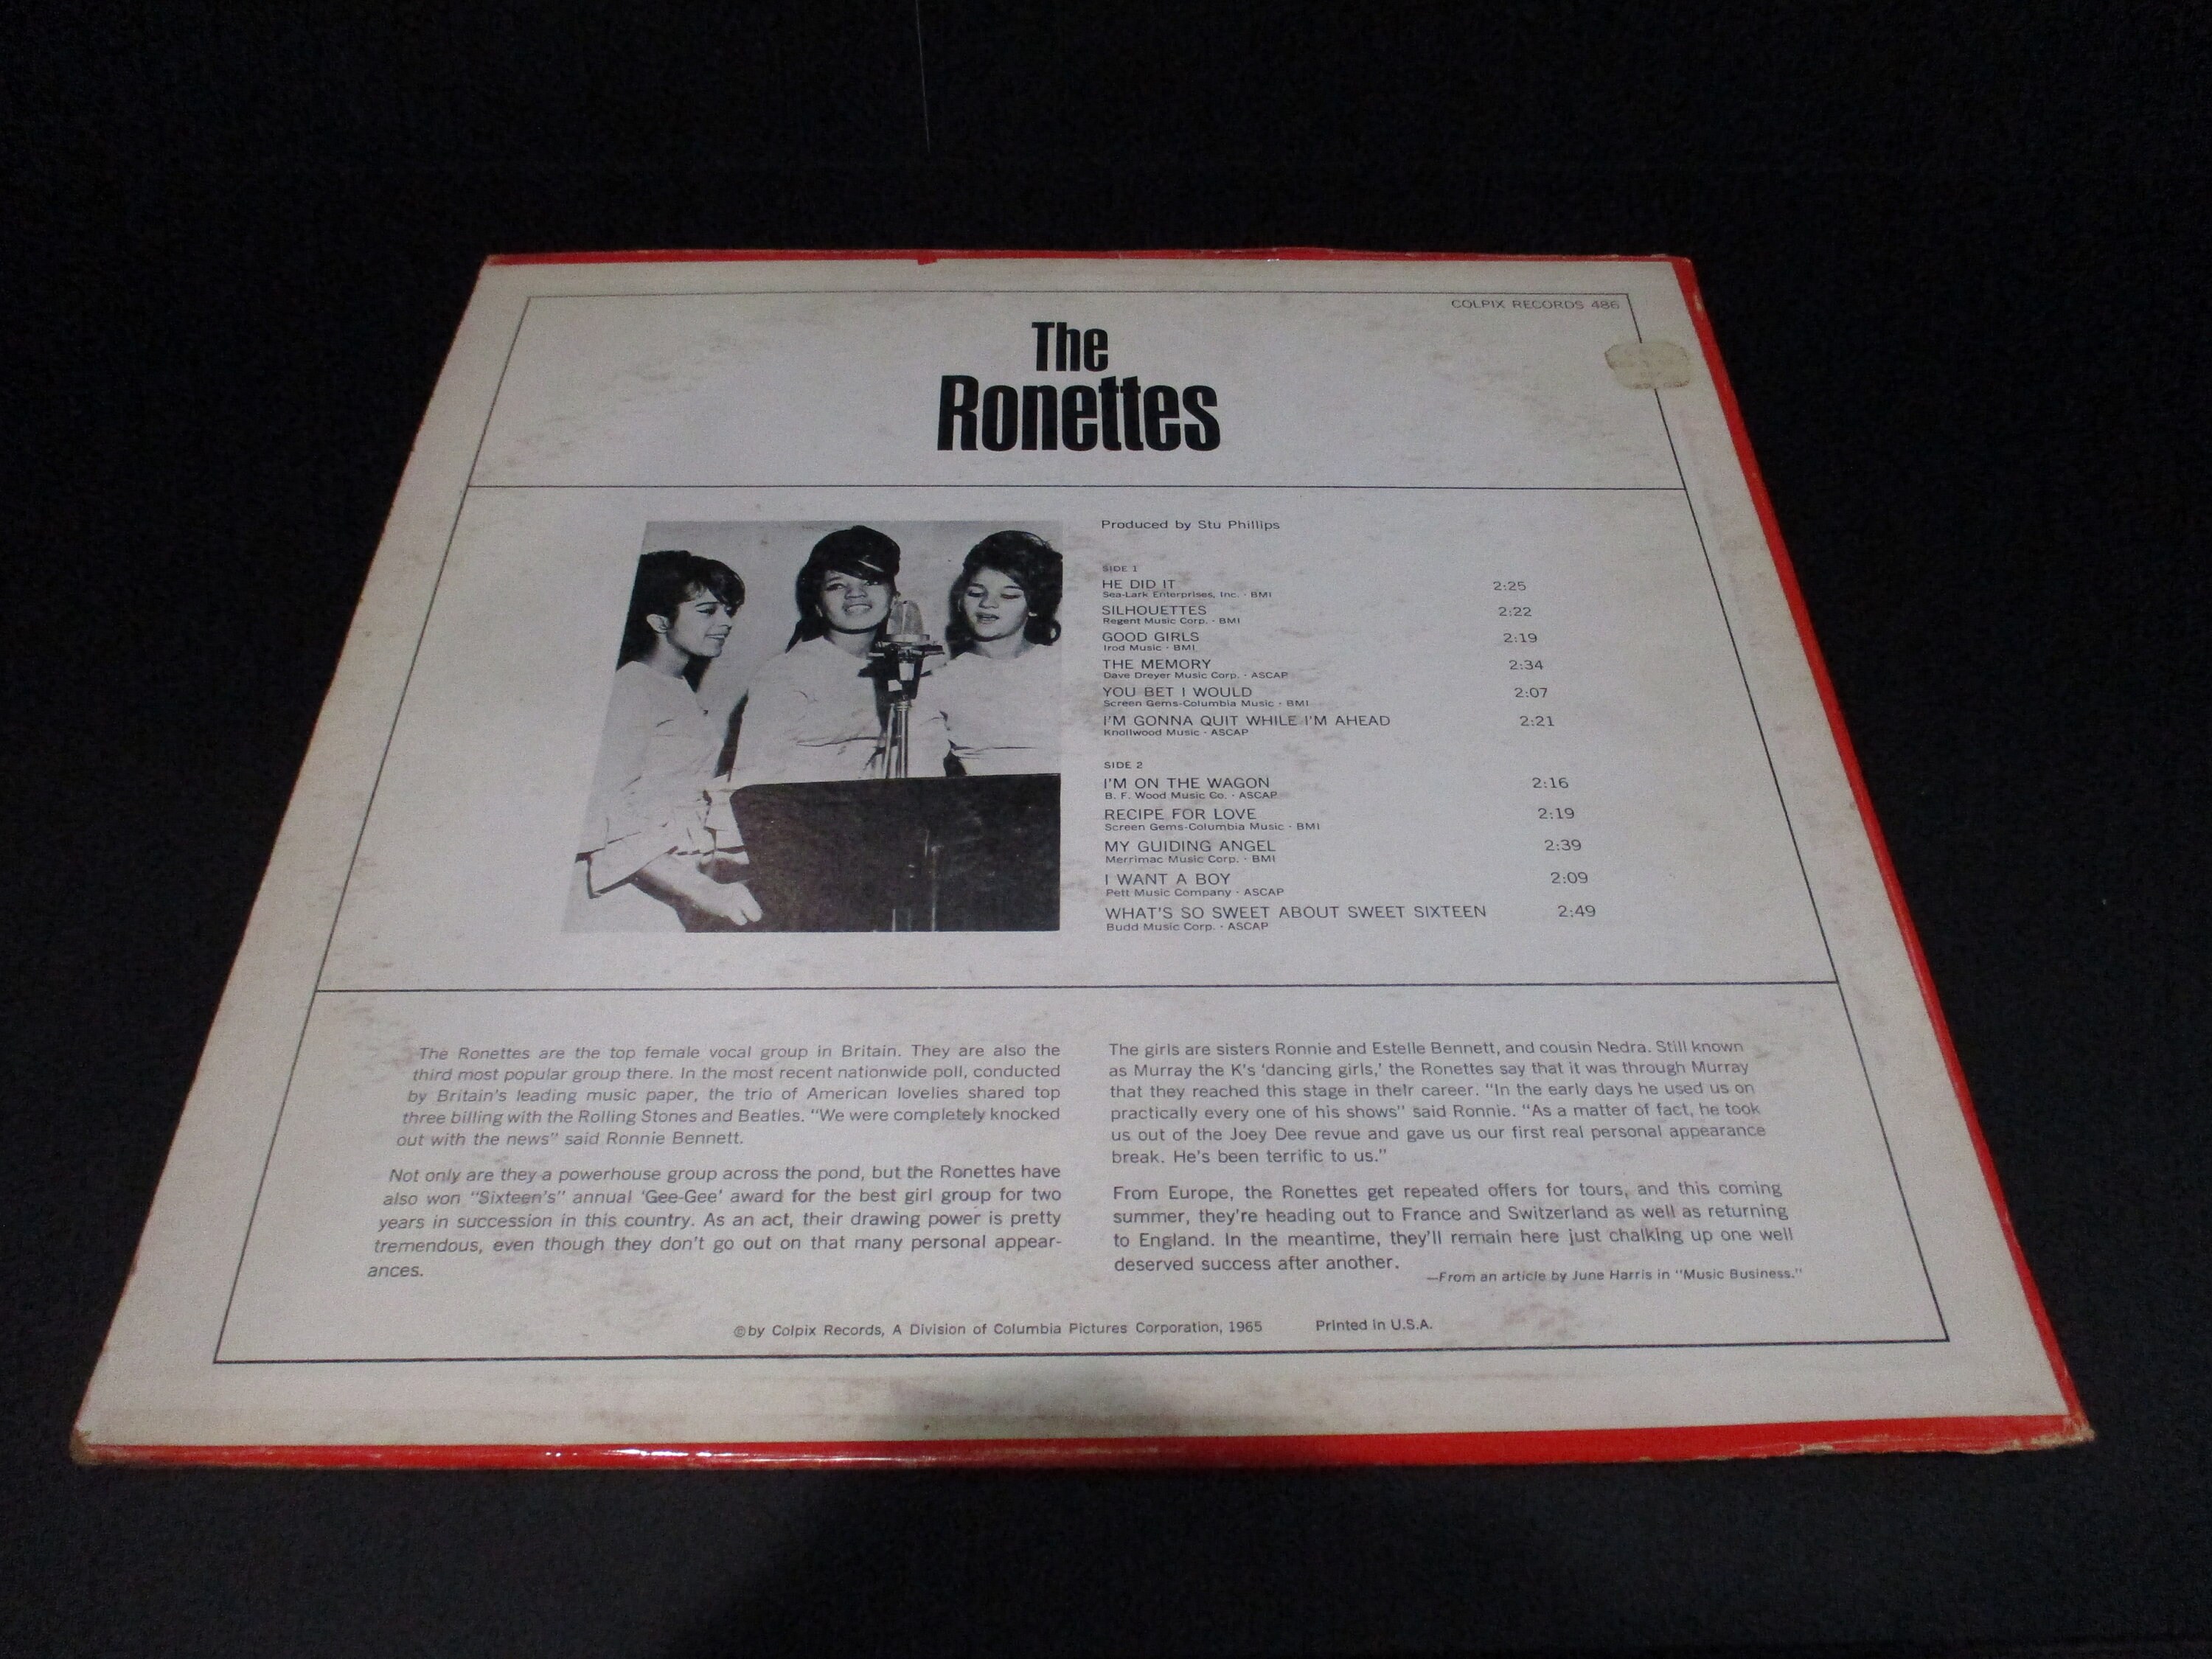 COLPIX RECORDS 486
The
Ronettes
Produced by Stu Phillips
SIDE 1
HE DID IT 2:25
Sea-Lark Enterprises, Inc. · BMI
SILHOUETTES 2:22
Regent Music Corp. · BMI
GOOD GIRLS 2:19
Irod Music · BMI
THE MEMORY 2:34
Dave Dreyer Music Corp. · ASCAP
YOU BET I WOULD 2:07
Screen Gems-Columbia Music · BMI
I'M GONNA QUIT WHILE I'M AHEAD 2:21
Knollwood Music · ASCAP
SIDE 2
I'M ON THE WAGON 2:16
B. F. Wood Music Co. · ASCAP
RECIPE FOR LOVE 2:19
Screen Gems-Columbia Music · BMI
MY GUIDING ANGEL 2:39
Merrimac Music Corp. · BMI
I WANT A BOY 2:09
Pett Music Company · ASCAP
WHAT'S SO SWEET ABOUT SWEET SIXTEEN 2:49
Budd Music Corp. · ASCAP
The Ronettes are the top female vocal group in Britain. They are also the
third most popular group there. In the most recent nationwide poll, conducted
by Britain's leading music paper, the trio of American lovelies shared top
three billing with the Rolling Stones and Beatles. "We were completely knocked
out with the news" said Ronnie Bennett.
Not only are they a powerhouse group across the pond, but the Ronettes have
also won "Sixteen's" annual 'Gee-Gee' award for the best girl group for two
years in succession in this country. As an act, their drawing power is pretty
tremendous, even though they don't go out on that many personal appear-
ances.
The girls are sisters Ronnie and Estelle Bennett, and cousin Nedra. Still known
as Murray the K's 'dancing girls,' the Ronettes say that it was through Murray
that they reached this stage in their career. "In the early days he used us on
practically every one of his shows" said Ronnie. "As a matter of fact, he took
us out of the Joey Dee revue and gave us our first real personal appearance
break. He's been terrific to us."
From Europe, the Ronettes get repeated offers for tours, and this coming
summer, they're heading out to France and Switzerland as well as returning
to England. In the meantime, they'll remain here just chalking up one well
deserved success after another.
—From an article by June Harris in "Music Business."
©by Colpix Records, A Division of Columbia Pictures Corporation, 1965 Printed in U.S.A.